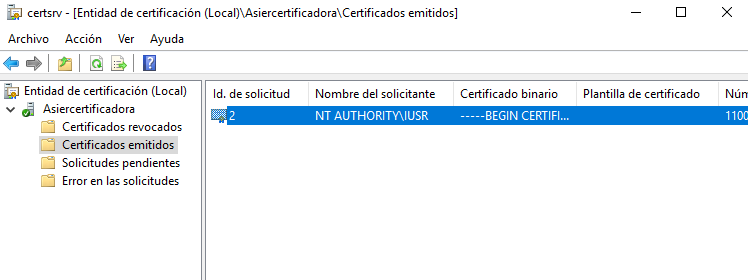 certsrv - [Entidad de certificación (Local)\Asiercertificadora\Certificados emitidos]
Archivo Acción Ver Ayuda
Entidad de certificación (Local)
Asiercertificadora
Certificados revocados
Certificados emitidos
Solicitudes pendientes
Error en las solicitudes
Id. de solicitud Nombre del solicitante Certificado binario Plantilla de certificado Núm
2 NT AUTHORITY\IUSR -----BEGIN CERTIFI... 1100